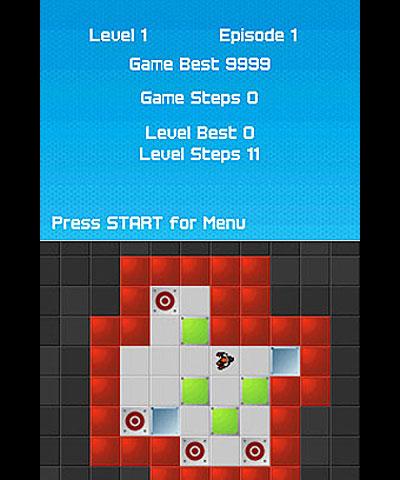 Level 1 Episode 1
Game Best 9999
Game Steps 0
Level Best 0
Level Steps 11
Press START for Menu